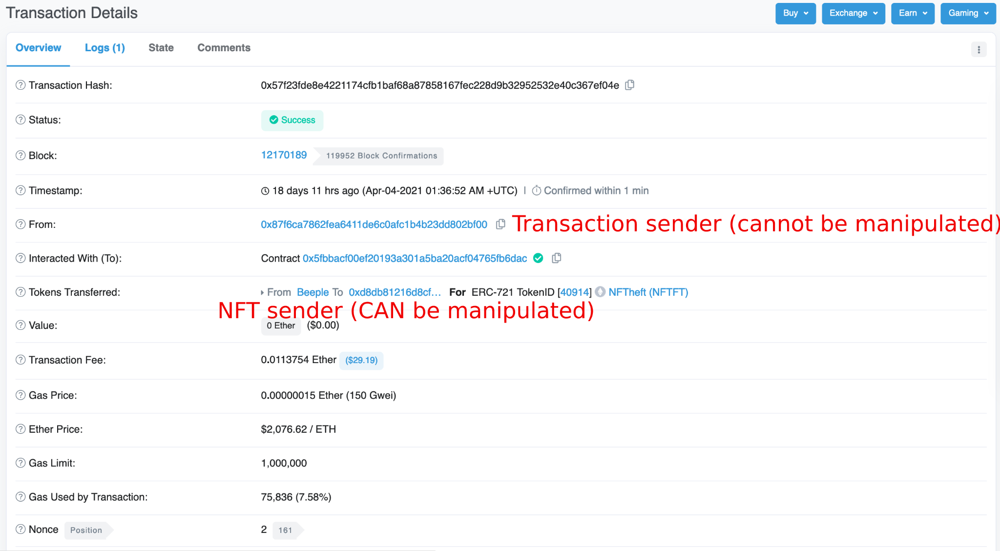 Transaction Details
Buy Exchange Earn Gaming
Overview Logs (1) State Comments
Transaction Hash: 0x57f23fde8e4221174cfb1baf68a87858167fec228d9b32952532e40c367ef04e
Status: Success
Block: 12170189 119952 Block Confirmations
Timestamp: 18 days 11 hrs ago (Apr-04-2021 01:36:52 AM +UTC) | Confirmed within 1 min
From: 0x87f6ca7862fea6411de6c0afc1b4b23dd802bf00 Transaction sender (cannot be manipulated)
Interacted With (To): Contract 0x5fbbacf00ef20193a301a5ba20acf04765fb6dac
Tokens Transferred: From Beeple To 0xd8db81216d8cf... For ERC-721 TokenID [40914] NFTheft (NFTFT)
NFT sender (CAN be manipulated)
Value: 0 Ether ($0.00)
Transaction Fee: 0.0113754 Ether ($29.19)
Gas Price: 0.00000015 Ether (150 Gwei)
Ether Price: $2,076.62 / ETH
Gas Limit: 1,000,000
Gas Used by Transaction: 75,836 (7.58%)
Nonce Position 2 161